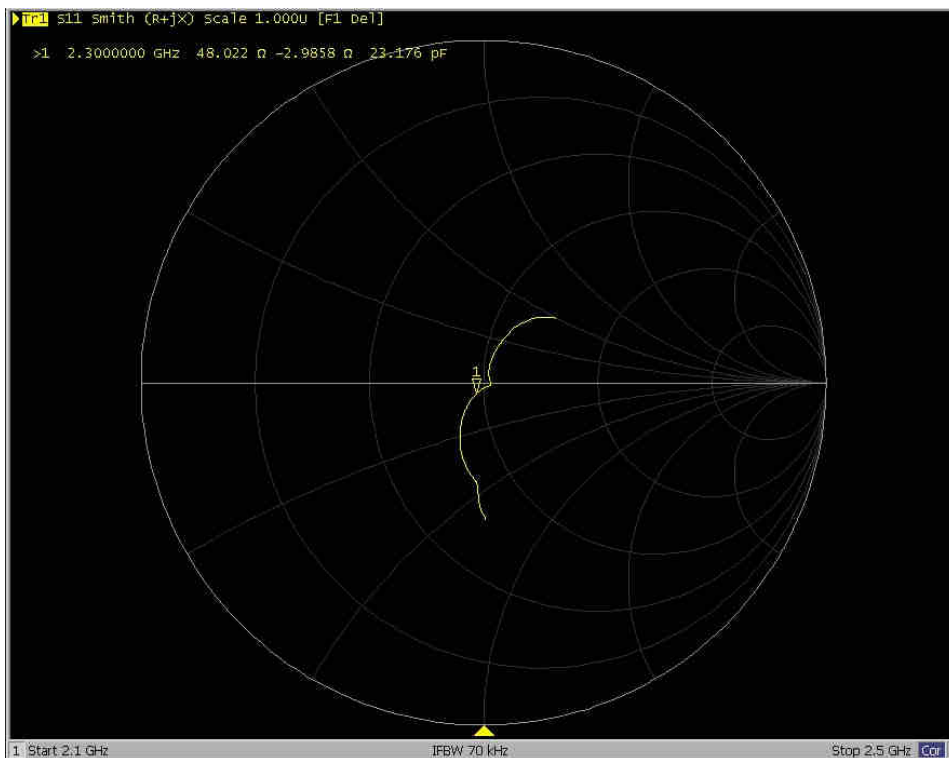 Tr1 S11 Smith (R+jX) Scale 1.000U [F1 Del]
>1 2.3000000 GHz 48.022 Ω -2.9858 Ω 23.176 pF
1
1 Start 2.1 GHz IFBW 70 kHz Stop 2.5 GHz Cor